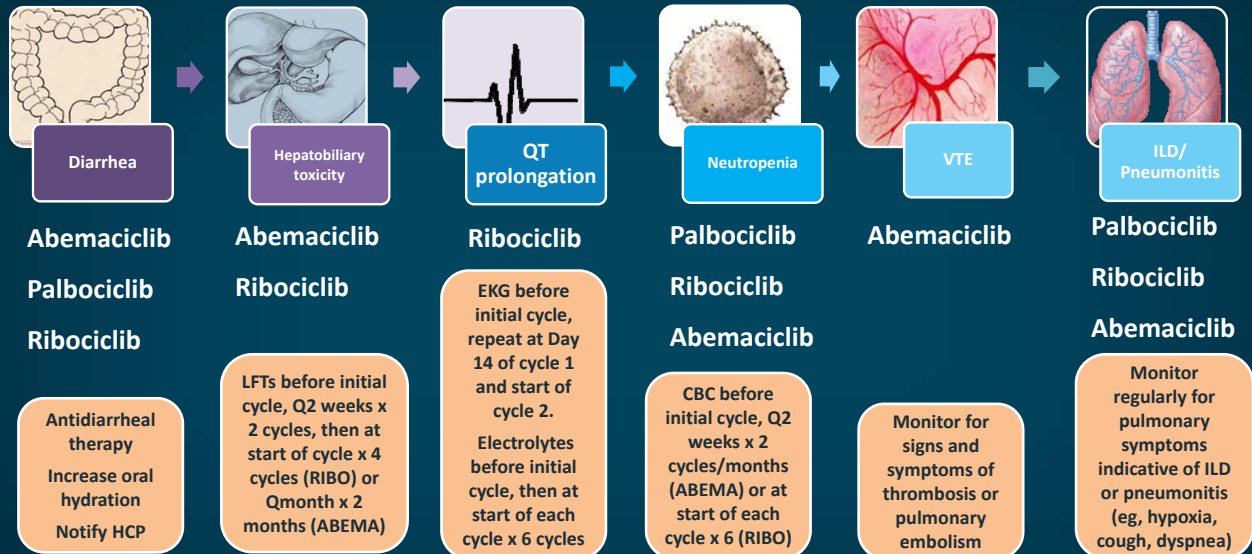 Diarrhea
Abemaciclib
Palbociclib
Ribociclib
Antidiarrheal
therapy
Increase oral
hydration
Notify HCP
Hepatobiliary
toxicity
Abemaciclib
Ribociclib
LFTs before initial
cycle, Q2 weeks x
2 cycles, then at
start of cycle x 4
cycles (RIBO) or
Qmonth x 2
months (ABEMA)
QT
prolongation
Ribociclib
EKG before
initial cycle,
repeat at Day
14 of cycle 1
and start of
cycle 2.
Electrolytes
before initial
cycle, then at
start of each
cycle x 6 cycles
Neutropenia
Palbociclib
Ribociclib
Abemaciclib
CBC before
initial cycle, Q2
weeks x 2
cycles/months
(ABEMA) or at
start of each
cycle x 6 (RIBO)
VTE
Abemaciclib
Monitor for
signs and
symptoms of
thrombosis or
pulmonary
embolism
ILD/
Pneumonitis
Palbociclib
Ribociclib
Abemaciclib
Monitor
regularly for
pulmonary
symptoms
indicative of ILD
or pneumonitis
(eg, hypoxia,
cough, dyspnea)